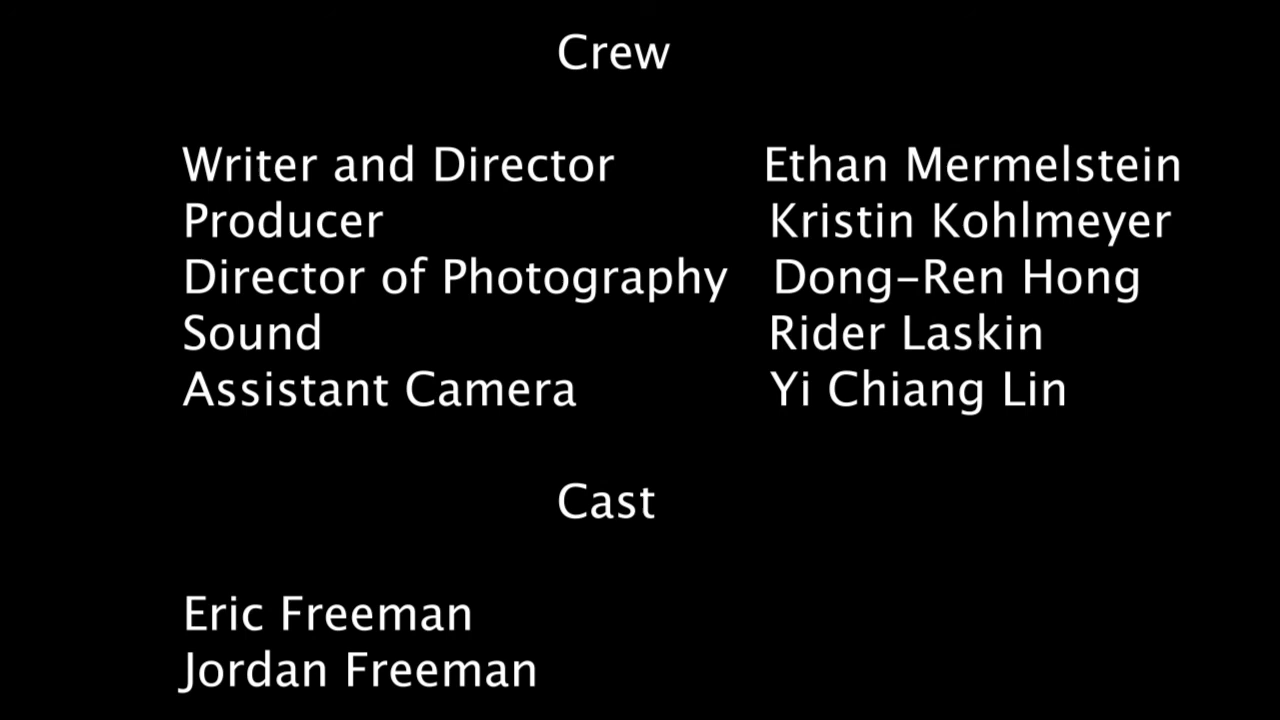 Crew
Writer and Director Ethan Mermelstein
Producer Kristin Kohlmeyer
Director of Photography Dong-Ren Hong
Sound Rider Laskin
Assistant Camera Yi Chiang Lin
Cast
Eric Freeman
Jordan Freeman